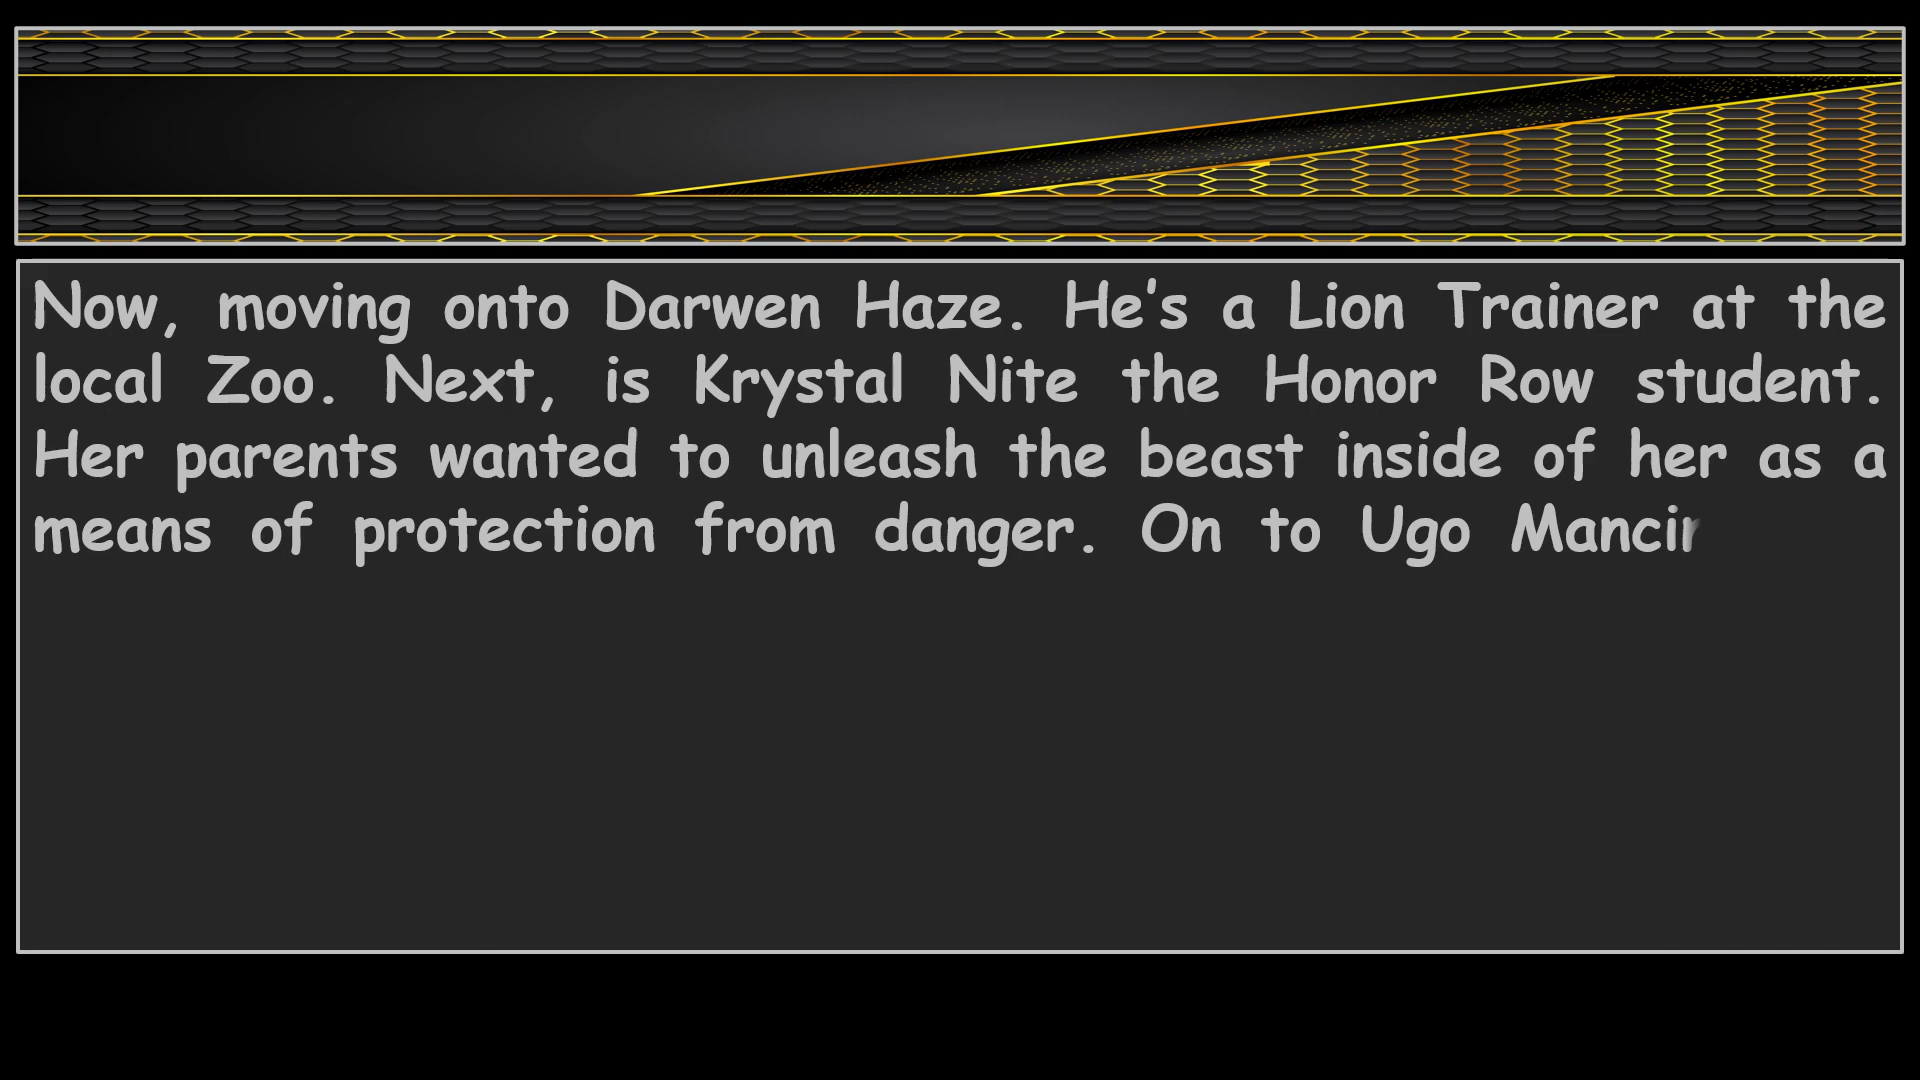 Now, moving onto Darwen Haze. He's a Lion Trainer at the
local Zoo. Next, is Krystal Nite the Honor Row student.
Her parents wanted to unleash the beast inside of her as a
means of protection from danger. On to Ugo